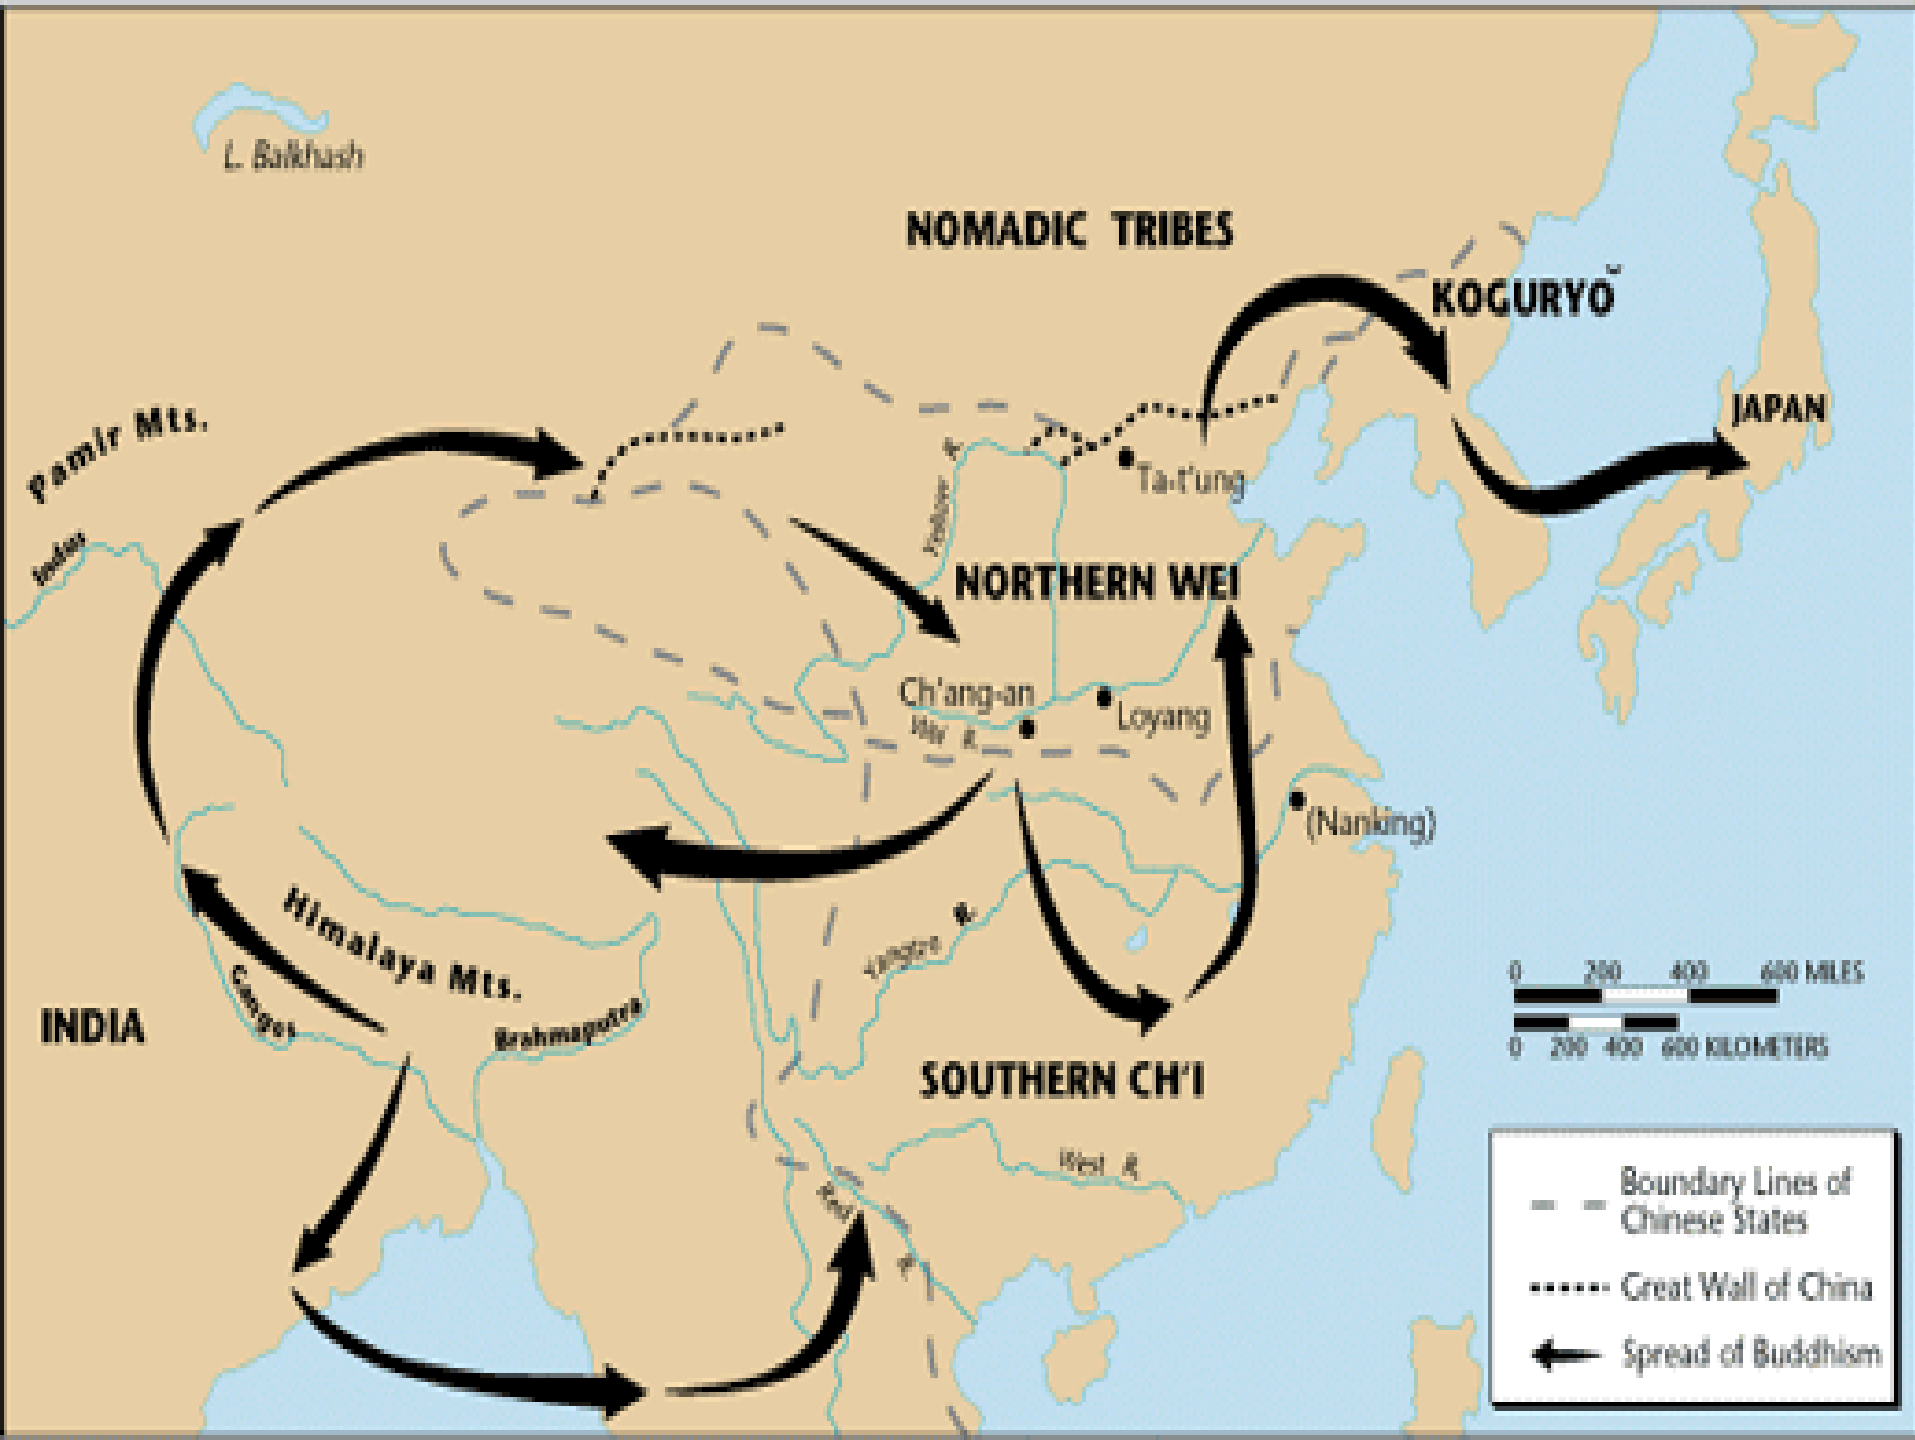 L. Balkhash
NOMADIC TRIBES
KOGURYŎ
JAPAN
Pamir Mts.
Indus
Yellow R.
Ta-t'ung
NORTHERN WEI
Ch'ang-an
Wei R.
Loyang
(Nanking)
Himalaya Mts.
Ganges
Brahmaputra
INDIA
Yangtze R.
SOUTHERN CH'I
West R.
Red R.
0 200 400 600 MILES
0 200 400 600 KILOMETERS
Boundary Lines of
Chinese States
Great Wall of China
Spread of Buddhism